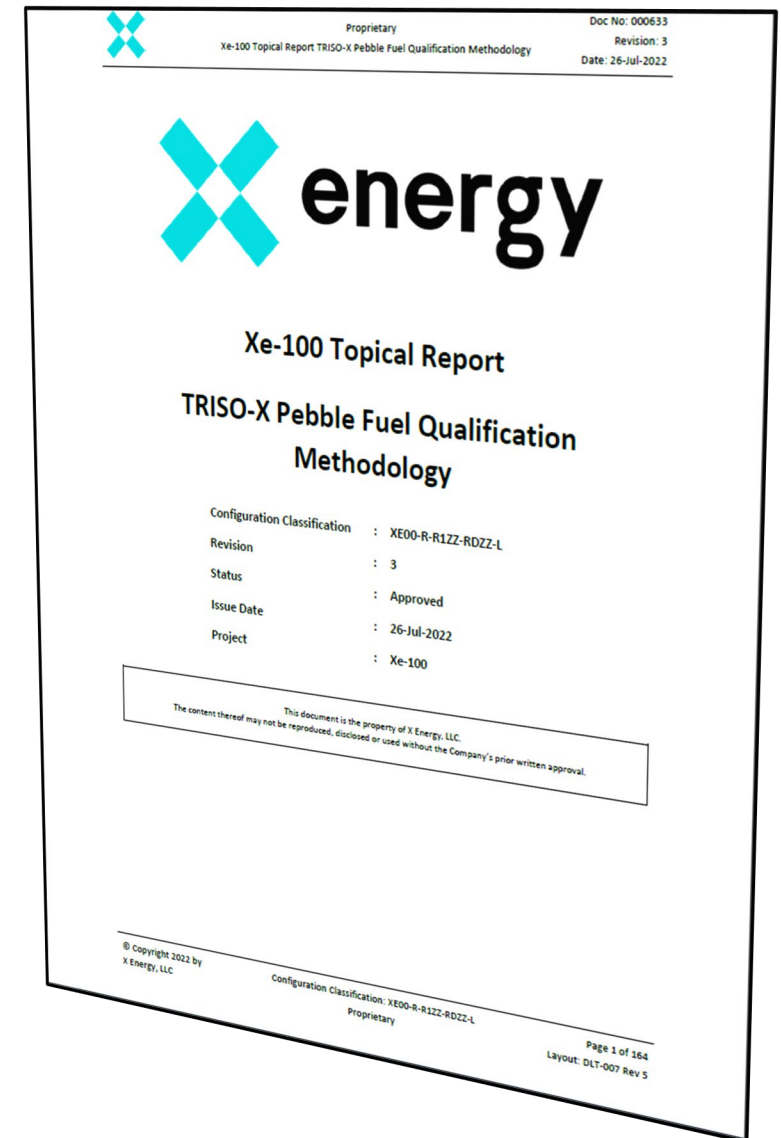 Proprietary
Xe-100 Topical Report TRISO-X Pebble Fuel Qualification Methodology
Doc No: 000633
Revision: 3
Date: 26-Jul-2022
energy
Xe-100 Topical Report
TRISO-X Pebble Fuel Qualification
Methodology
Configuration Classification : XE00-R-R1ZZ-RDZZ-L
Revision : 3
Status : Approved
Issue Date : 26-Jul-2022
Project : Xe-100
This document is the property of X Energy, LLC.
The content thereof may not be reproduced, disclosed or used without the Company's prior written approval.
© Copyright 2022 by
X Energy, LLC
Configuration Classification: XE00-R-R1ZZ-RDZZ-L
Proprietary
Page 1 of 164
Layout: DLT-007 Rev 5